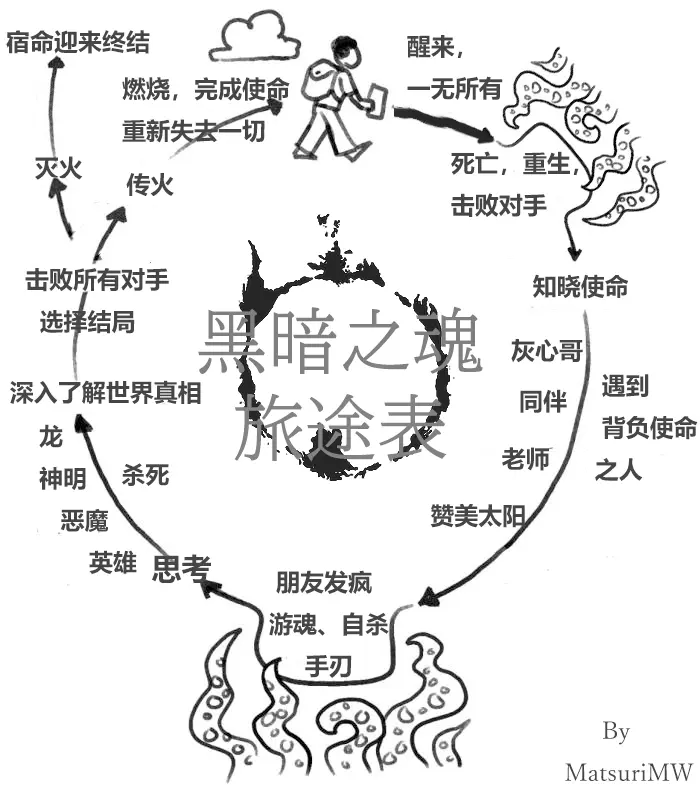 宿命迎来终结
灭火
燃烧，完成使命
重新失去一切
传火
醒来，
一无所有
死亡，重生，
击败对手
知晓使命
灰心哥
同伴
老师
赞美太阳
遇到
背负使命
之人
黑暗之魂
旅途表
击败所有对手
选择结局
深入了解世界真相
龙
神明
恶魔
英雄
杀死
思考
朋友发疯
游魂、自杀
手刃
By
MatsuriMW